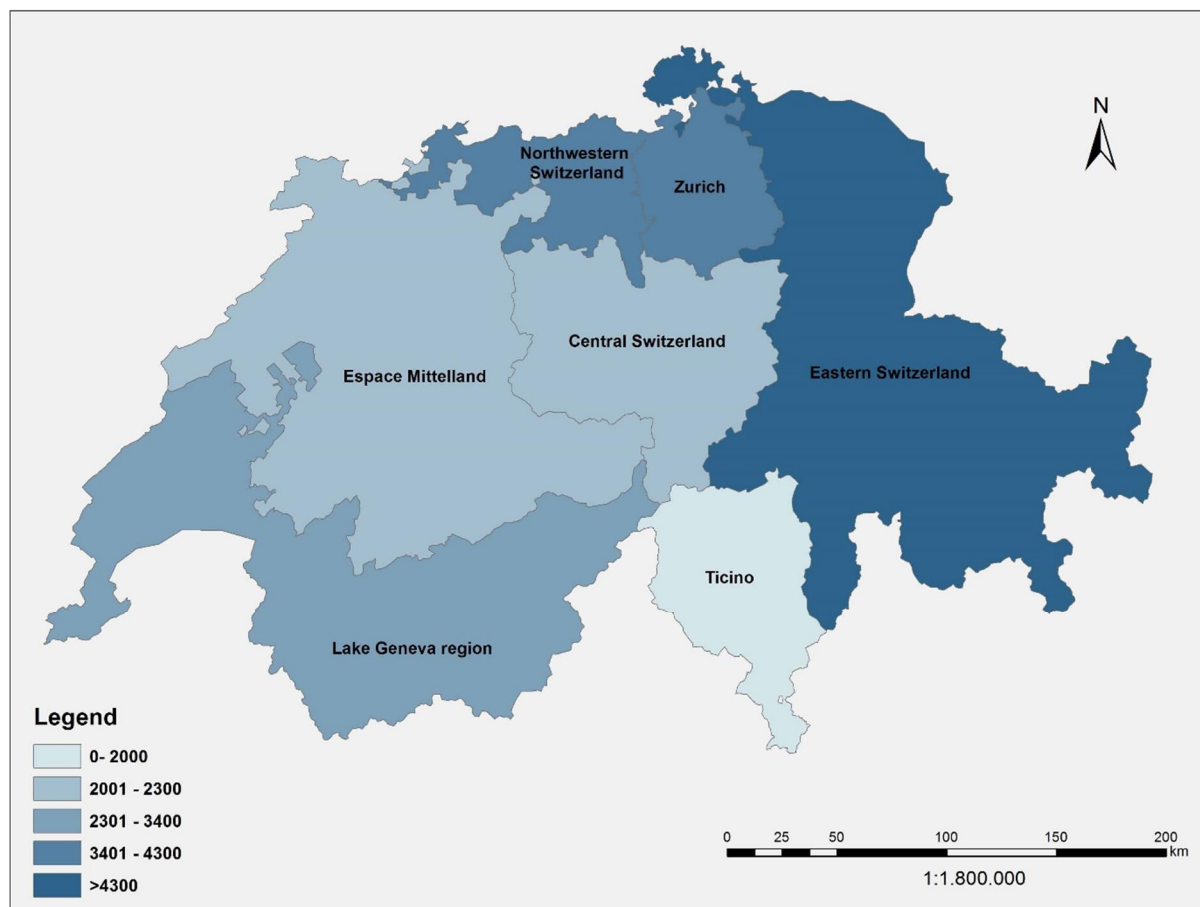 N
Northwestern
Switzerland
Zurich
Central Switzerland
Espace Mittelland
Eastern Switzerland
Ticino
Lake Geneva region
Legend
0- 2000
2001 - 2300
2301 - 3400
3401 - 4300
>4300
0 25 50 100 150 200
km
1:1.800.000